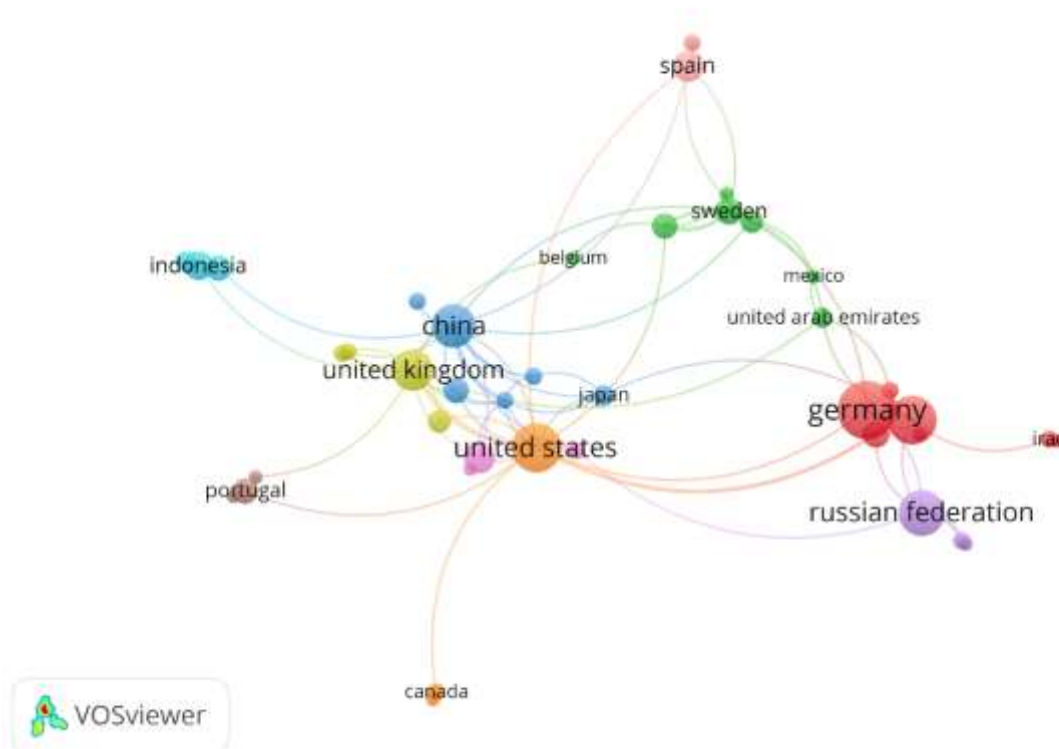 spain
sweden
belgium
indonesia
mexico
united arab emirates
china
united kingdom
japan
germany
united states
portugal
russian federation
canada
VOSviewer